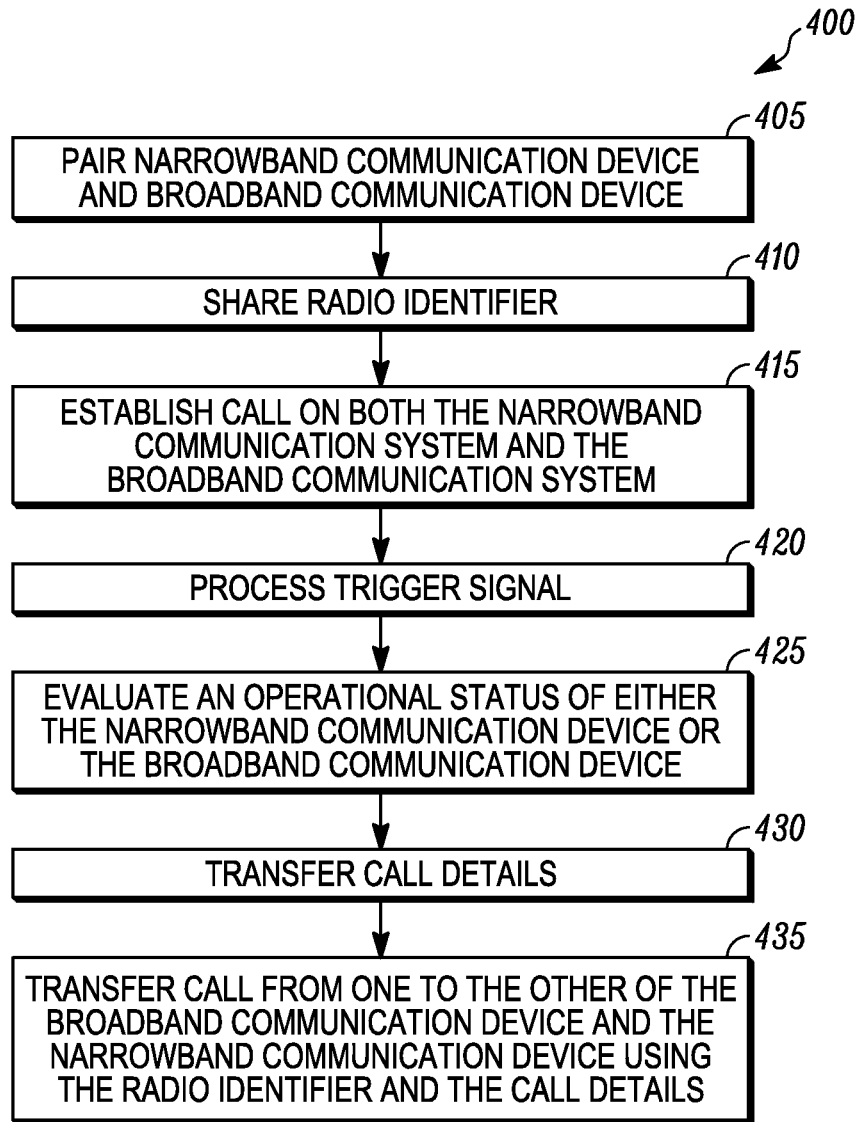 400
405
PAIR NARROWBAND COMMUNICATION DEVICE
AND BROADBAND COMMUNICATION DEVICE
410
SHARE RADIO IDENTIFIER
415
ESTABLISH CALL ON BOTH THE NARROWBAND
COMMUNICATION SYSTEM AND THE
BROADBAND COMMUNICATION SYSTEM
420
PROCESS TRIGGER SIGNAL
425
EVALUATE AN OPERATIONAL STATUS OF EITHER
THE NARROWBAND COMMUNICATION DEVICE OR
THE BROADBAND COMMUNICATION DEVICE
430
TRANSFER CALL DETAILS
435
TRANSFER CALL FROM ONE TO THE OTHER OF THE
BROADBAND COMMUNICATION DEVICE AND THE
NARROWBAND COMMUNICATION DEVICE USING
THE RADIO IDENTIFIER AND THE CALL DETAILS